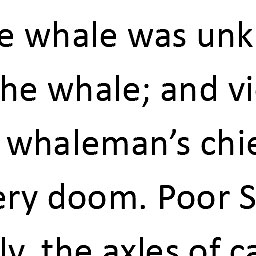 e whale was unk
he whale; and vi
whaleman’s chie
ery doom. Poor S
ly, the axles of ca